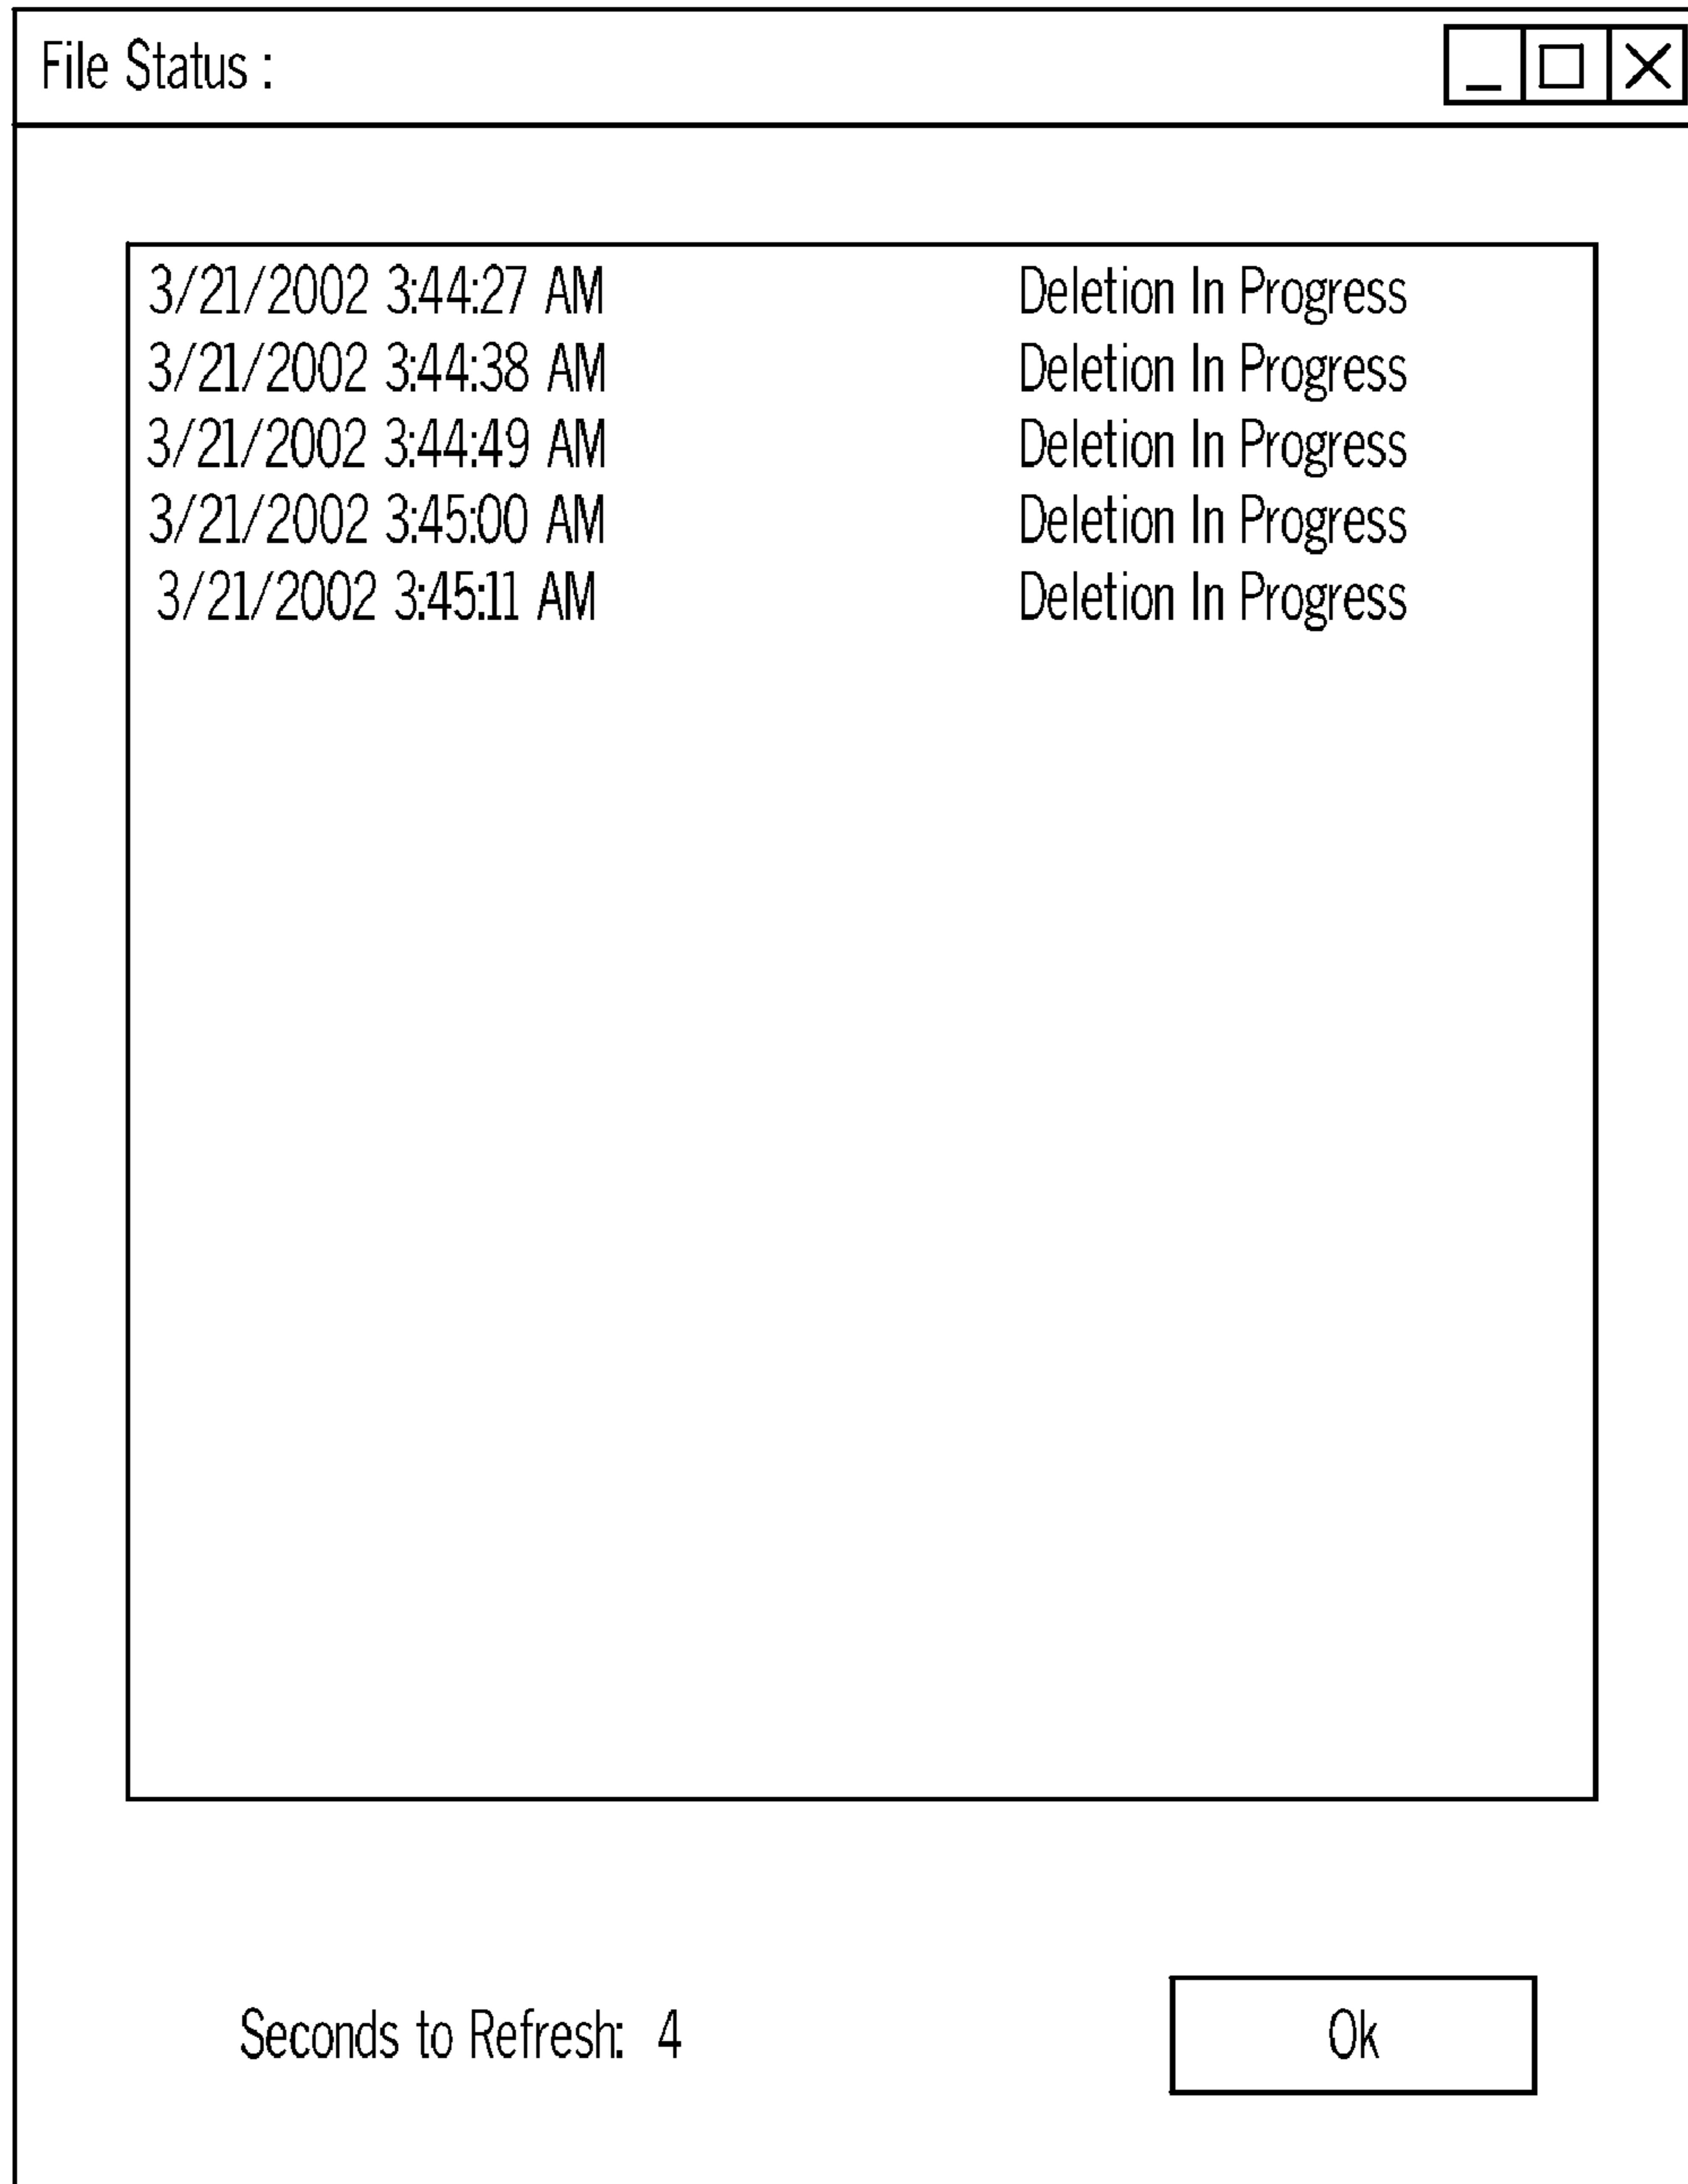 File Status :
3/21/2002 3:44:27 AM Deletion In Progress
3/21/2002 3:44:38 AM Deletion In Progress
3/21/2002 3:44:49 AM Deletion In Progress
3/21/2002 3:45:00 AM Deletion In Progress
3/21/2002 3:45:11 AM Deletion In Progress
Seconds to Refresh: 4 Ok